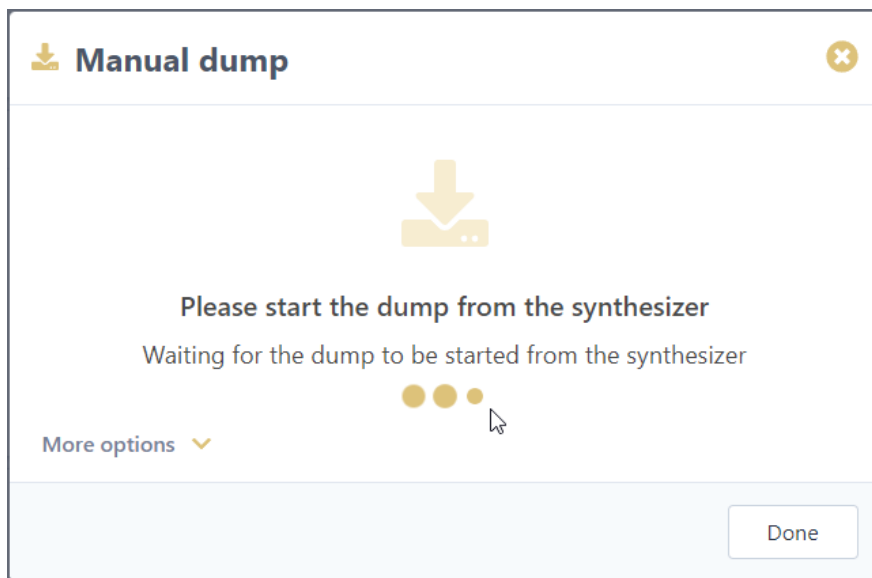 Manual dump
Please start the dump from the synthesizer
Waiting for the dump to be started from the synthesizer
More options
Done